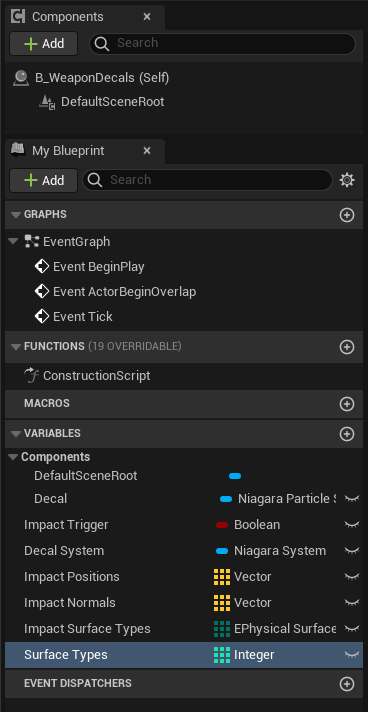 Components
Add
Search
B_WeaponDecals (Self)
DefaultSceneRoot
My Blueprint
Add
Search
GRAPHS
EventGraph
Event BeginPlay
Event ActorBeginOverlap
Event Tick
FUNCTIONS (19 OVERRIDABLE)
ConstructionScript
MACROS
VARIABLES
Components
DefaultSceneRoot
Decal Niagara Particle S
Impact Trigger Boolean
Decal System Niagara System
Impact Positions Vector
Impact Normals Vector
Impact Surface Types EPhysical Surface
Surface Types Integer
EVENT DISPATCHERS